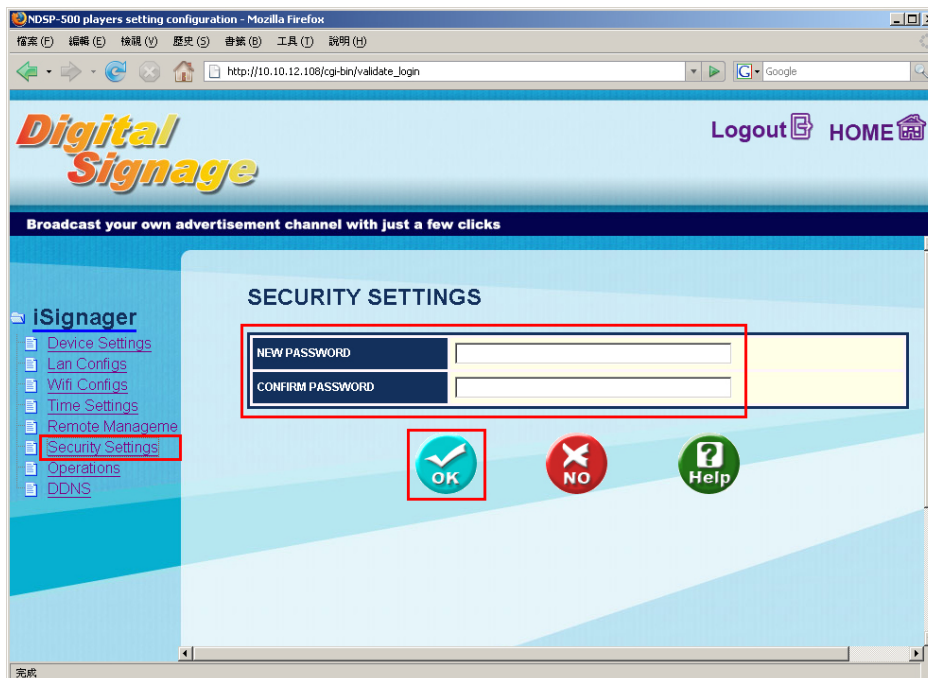 NDSP-500 players setting configuration - Mozilla Firefox
檔案(F) 編輯(E) 檢視(V) 歷史(S) 書籤(B) 工具(T) 說明(H)
http://10.10.12.108/cgi-bin/validate_login
G Google
Digital
Signage
Logout HOME
Broadcast your own advertisement channel with just a few clicks
SECURITY SETTINGS
iSignager
Device Settings
Lan Configs
Wifi Configs
Time Settings
Remote Manageme
Security Settings
Operations
DDNS
NEW PASSWORD
CONFIRM PASSWORD
OK
NO
?
Help
完成